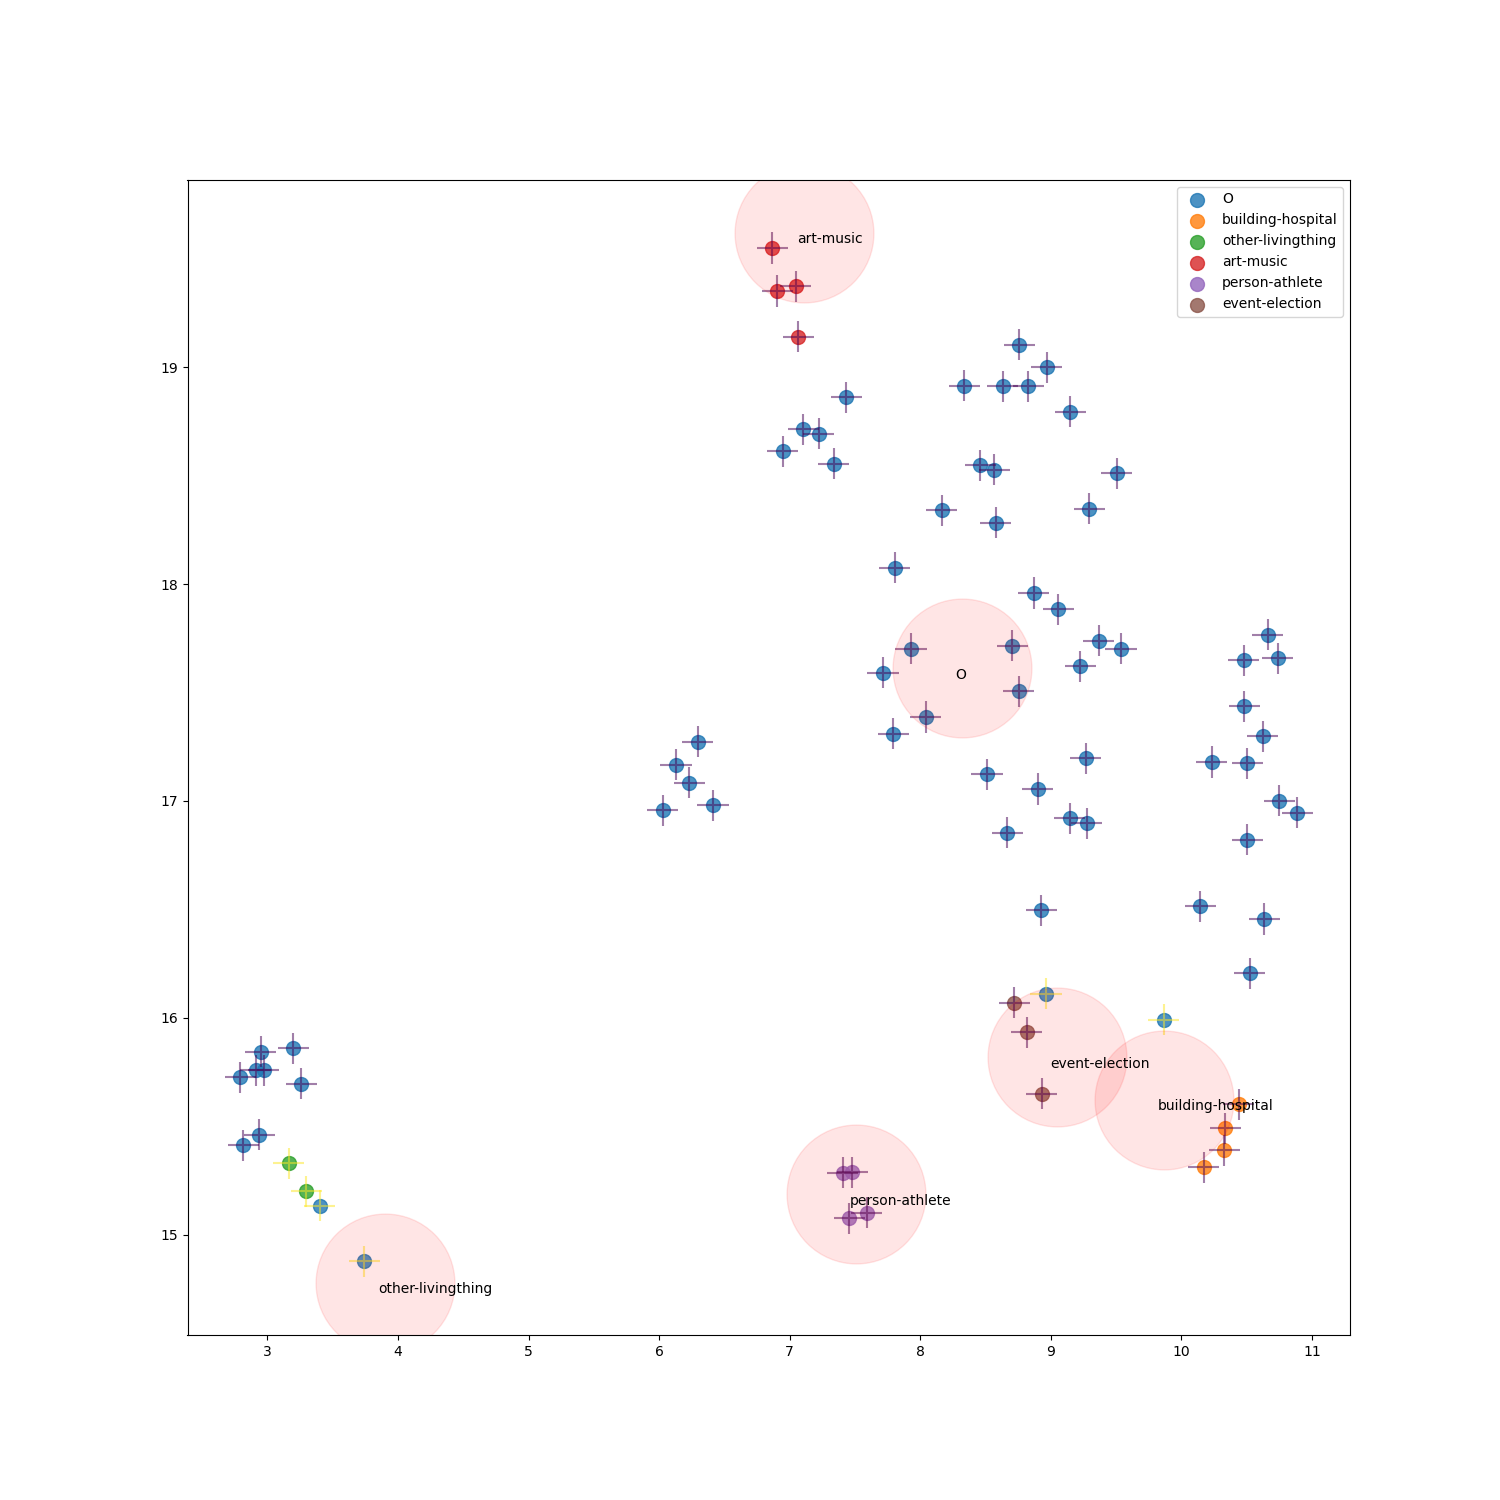 art-music
O
building-hospital
other-livingthing
art-music
person-athlete
event-election
19
18
O
17
16
event-election
building-hospital
person-athlete
15
other-livingthing
3 4 5 6 7 8 9 10 11